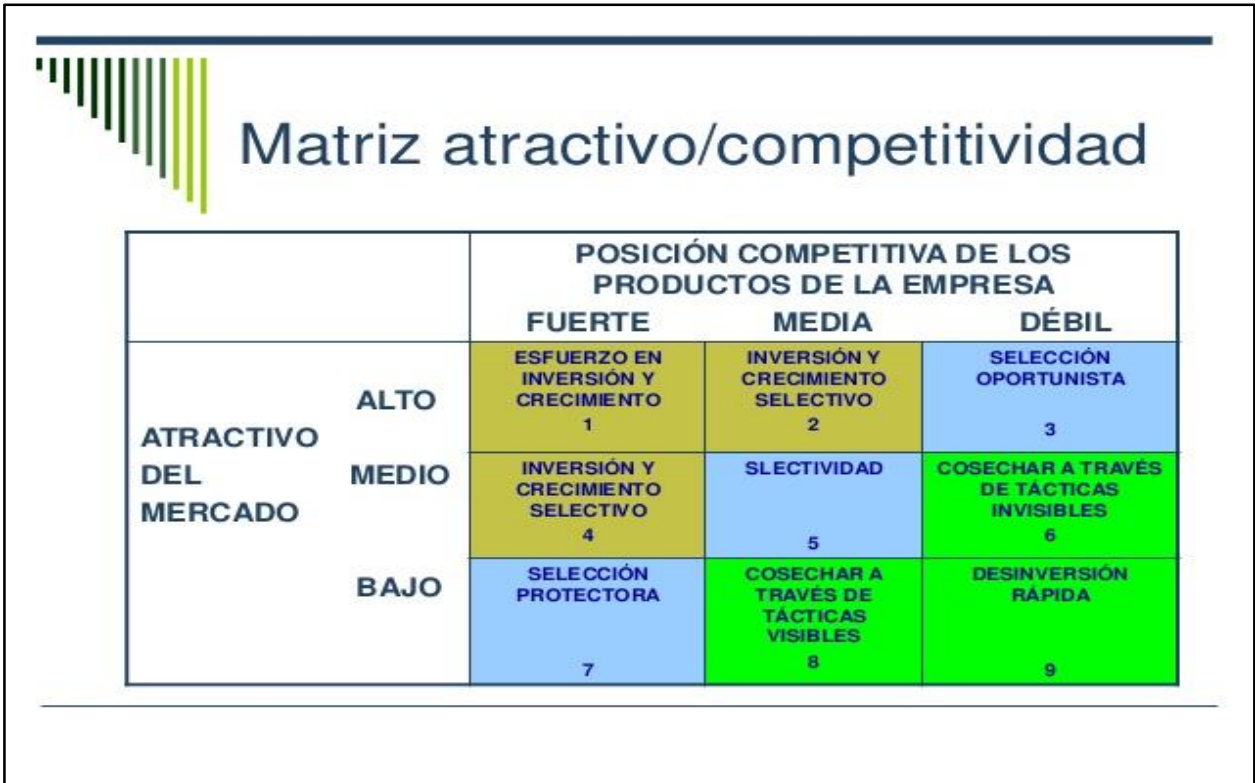 Matriz atractivo/competitividad
POSICIÓN COMPETITIVA DE LOS
PRODUCTOS DE LA EMPRESA
FUERTE MEDIA DÉBIL
ATRACTIVO
DEL
MERCADO
ALTO
ESFUERZO EN
INVERSIÓN Y
CRECIMIENTO
1
INVERSIÓN Y
CRECIMIENTO
SELECTIVO
2
SELECCIÓN
OPORTUNISTA
3
MEDIO
INVERSIÓN Y
CRECIMIENTO
SELECTIVO
4
SLECTIVIDAD
5
COSECHAR A TRAVÉS
DE TÁCTICAS
INVISIBLES
6
BAJO
SELECCIÓN
PROTECTORA
7
COSECHAR A
TRAVÉS DE
TÁCTICAS
VISIBLES
8
DESINVERSIÓN
RÁPIDA
9